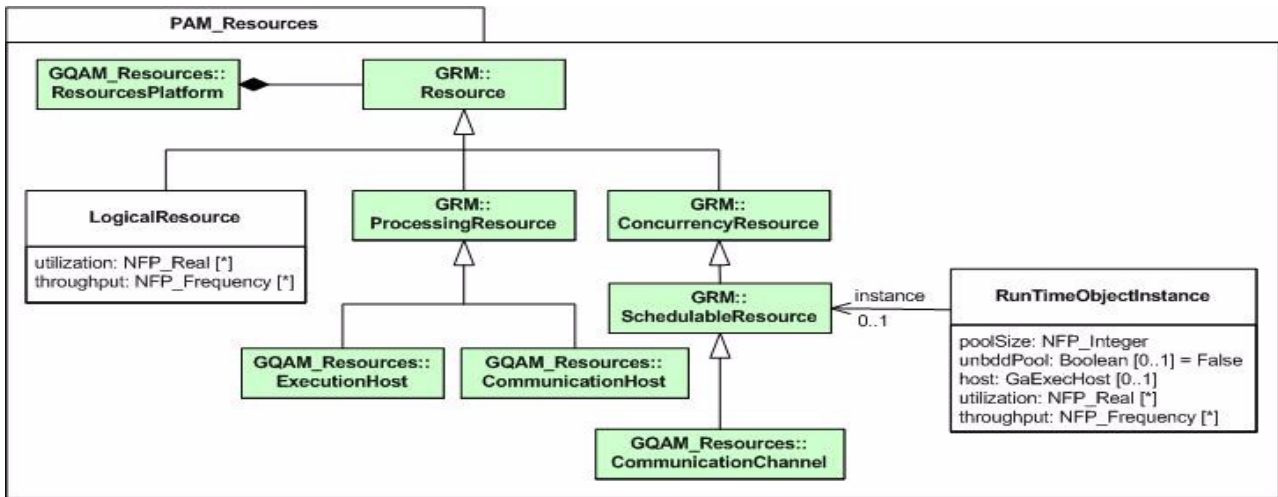 PAM_Resources
GQAM_Resources::
ResourcesPlatform
GRM::
Resource
LogicalResource
utilization: NFP_Real [*]
throughput: NFP_Frequency [*]
GRM::
ProcessingResource
GRM::
ConcurrencyResource
GRM::
SchedulableResource
instance
0..1
RunTimeObjectInstance
poolSize: NFP_Integer
unbddPool: Boolean [0..1] = False
host: GaExecHost [0..1]
utilization: NFP_Real [*]
throughput: NFP_Frequency [*]
GQAM_Resources::
ExecutionHost
GQAM_Resources::
CommunicationHost
GQAM_Resources::
CommunicationChannel